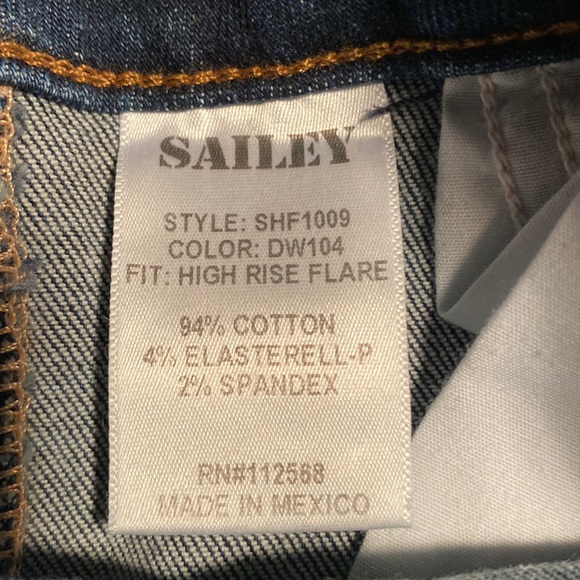 SAILEY
STYLE: SHF1009
COLOR: DW104
FIT: HIGH RISE FLARE
94% COTTON
4% ELASTERELL-P
2% SPANDEX
RN#112568
MADE IN MEXICO